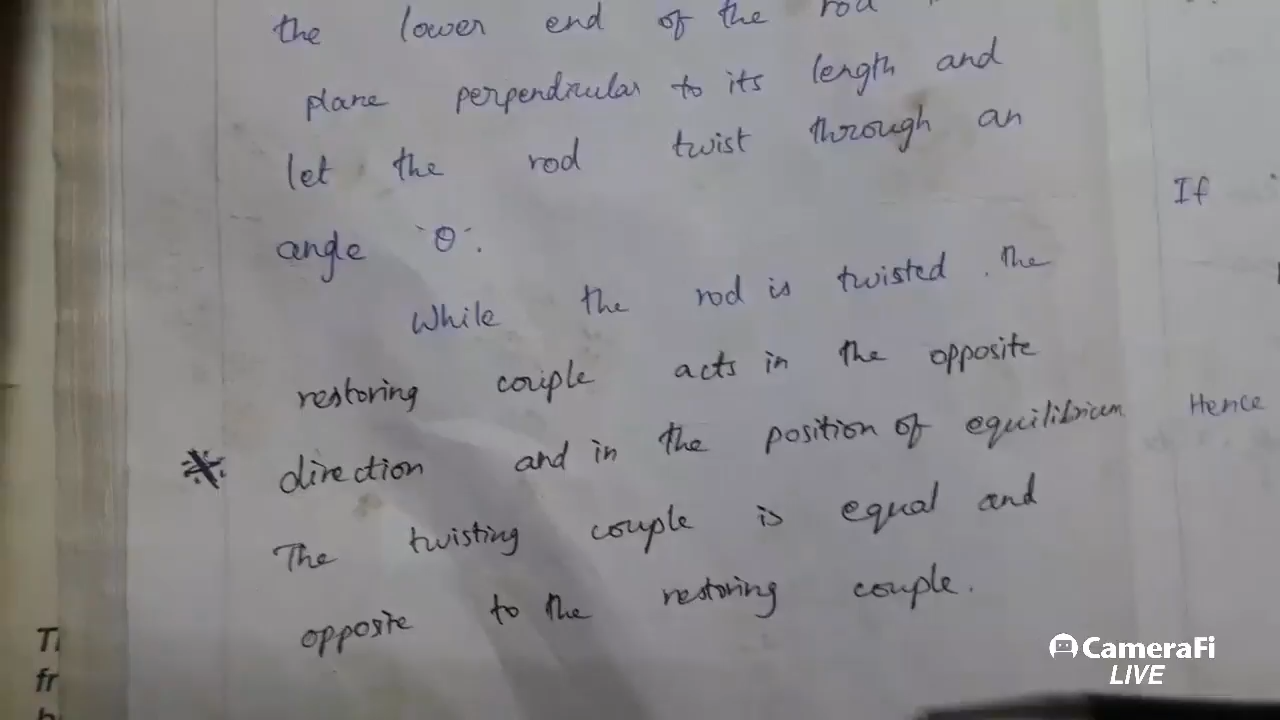 the lower end of the rod
plane perpendicular to its length and
let the rod twist through an
angle `θ´.
While the rod is twisted. the
restoring couple acts in the opposite
direction and in the position of equilibrium
The twisting couple is equal and
opposite to the restoring couple.
If
Hence
fr
CameraFi
LIVE